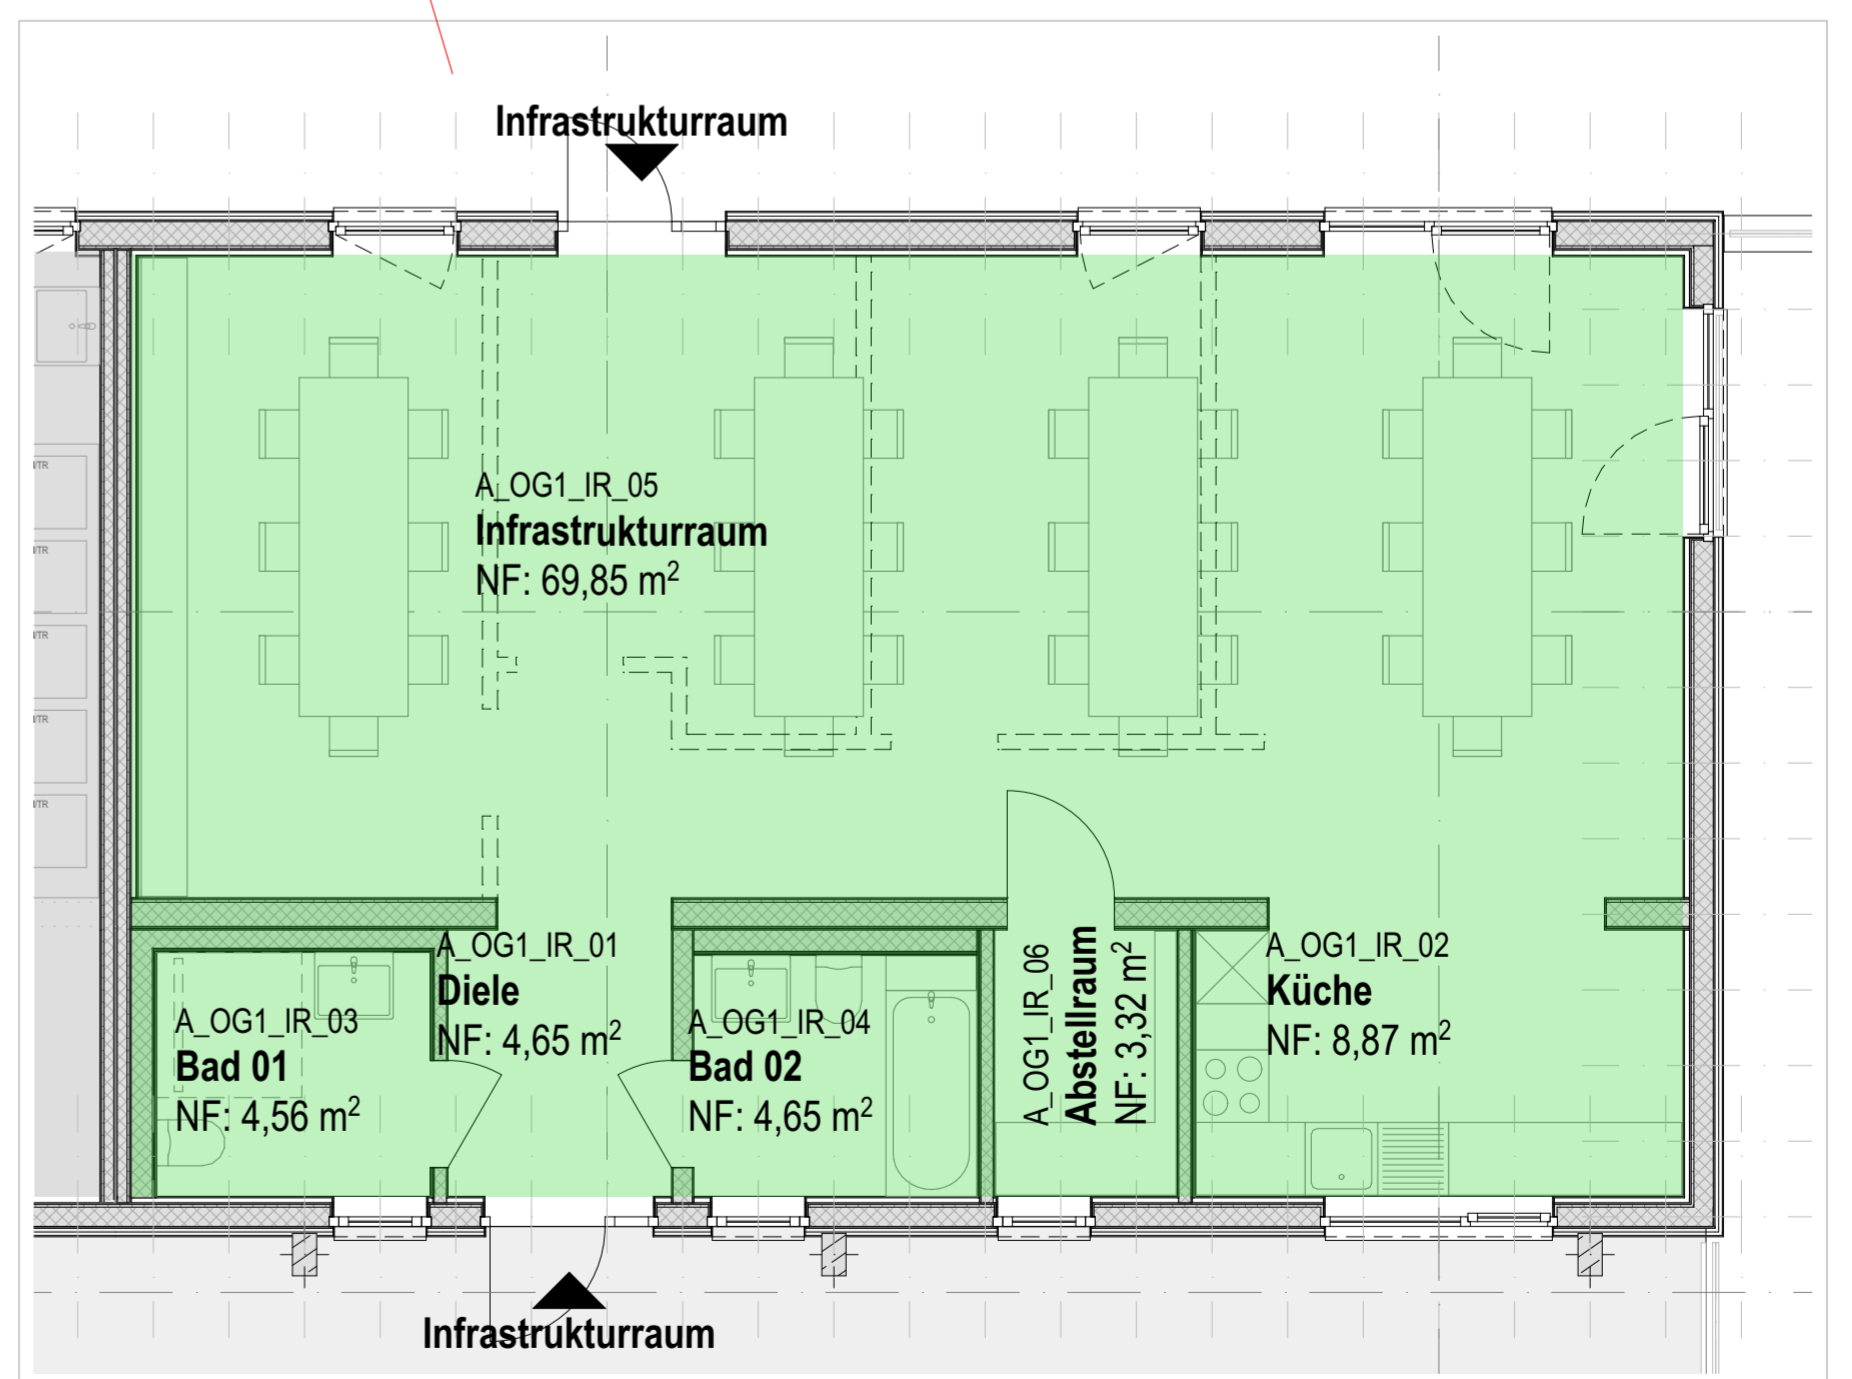 Infrastrukturraum
A_OG1_IR_05
Infrastrukturraum
NF: 69,85 m²
A_OG1_IR_03
Bad 01
NF: 4,56 m²
A_OG1_IR_01
Diele
NF: 4,65 m²
A_OG1_IR_04
Bad 02
NF: 4,65 m²
A_OG1_IR_06
Abstellraum
NF: 3,32 m²
A_OG1_IR_02
Küche
NF: 8,87 m²
Infrastrukturraum